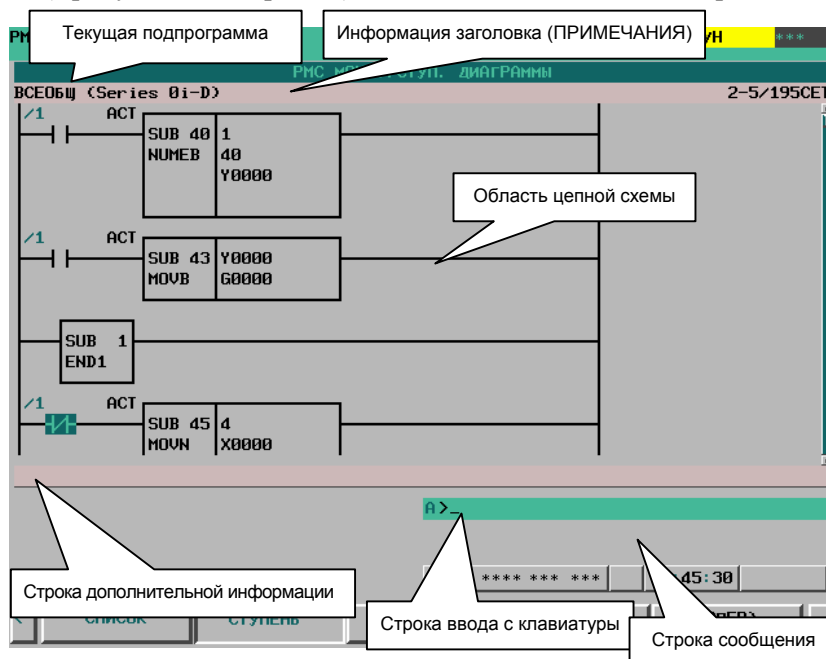 Текущая подпрограмма
Информация заголовка (ПРИМЕЧАНИЯ)
***
ДИАГРАММЫ
ВСЕОБЩ (Series 0i-D)
2-5/195СЕТ
/1 ACT
SUB 40 1
NUMEB 40
Y0000
Область цепной схемы
/1 ACT
SUB 43 Y0000
MOVB G0000
SUB 1
END1
/1 ACT
SUB 45 4
MOVN X0000
A>_
**** *** ***
45:30
Строка дополнительной информации
Строка ввода с клавиатуры
Строка сообщения
СПИСОК
СТУПЕНЬ